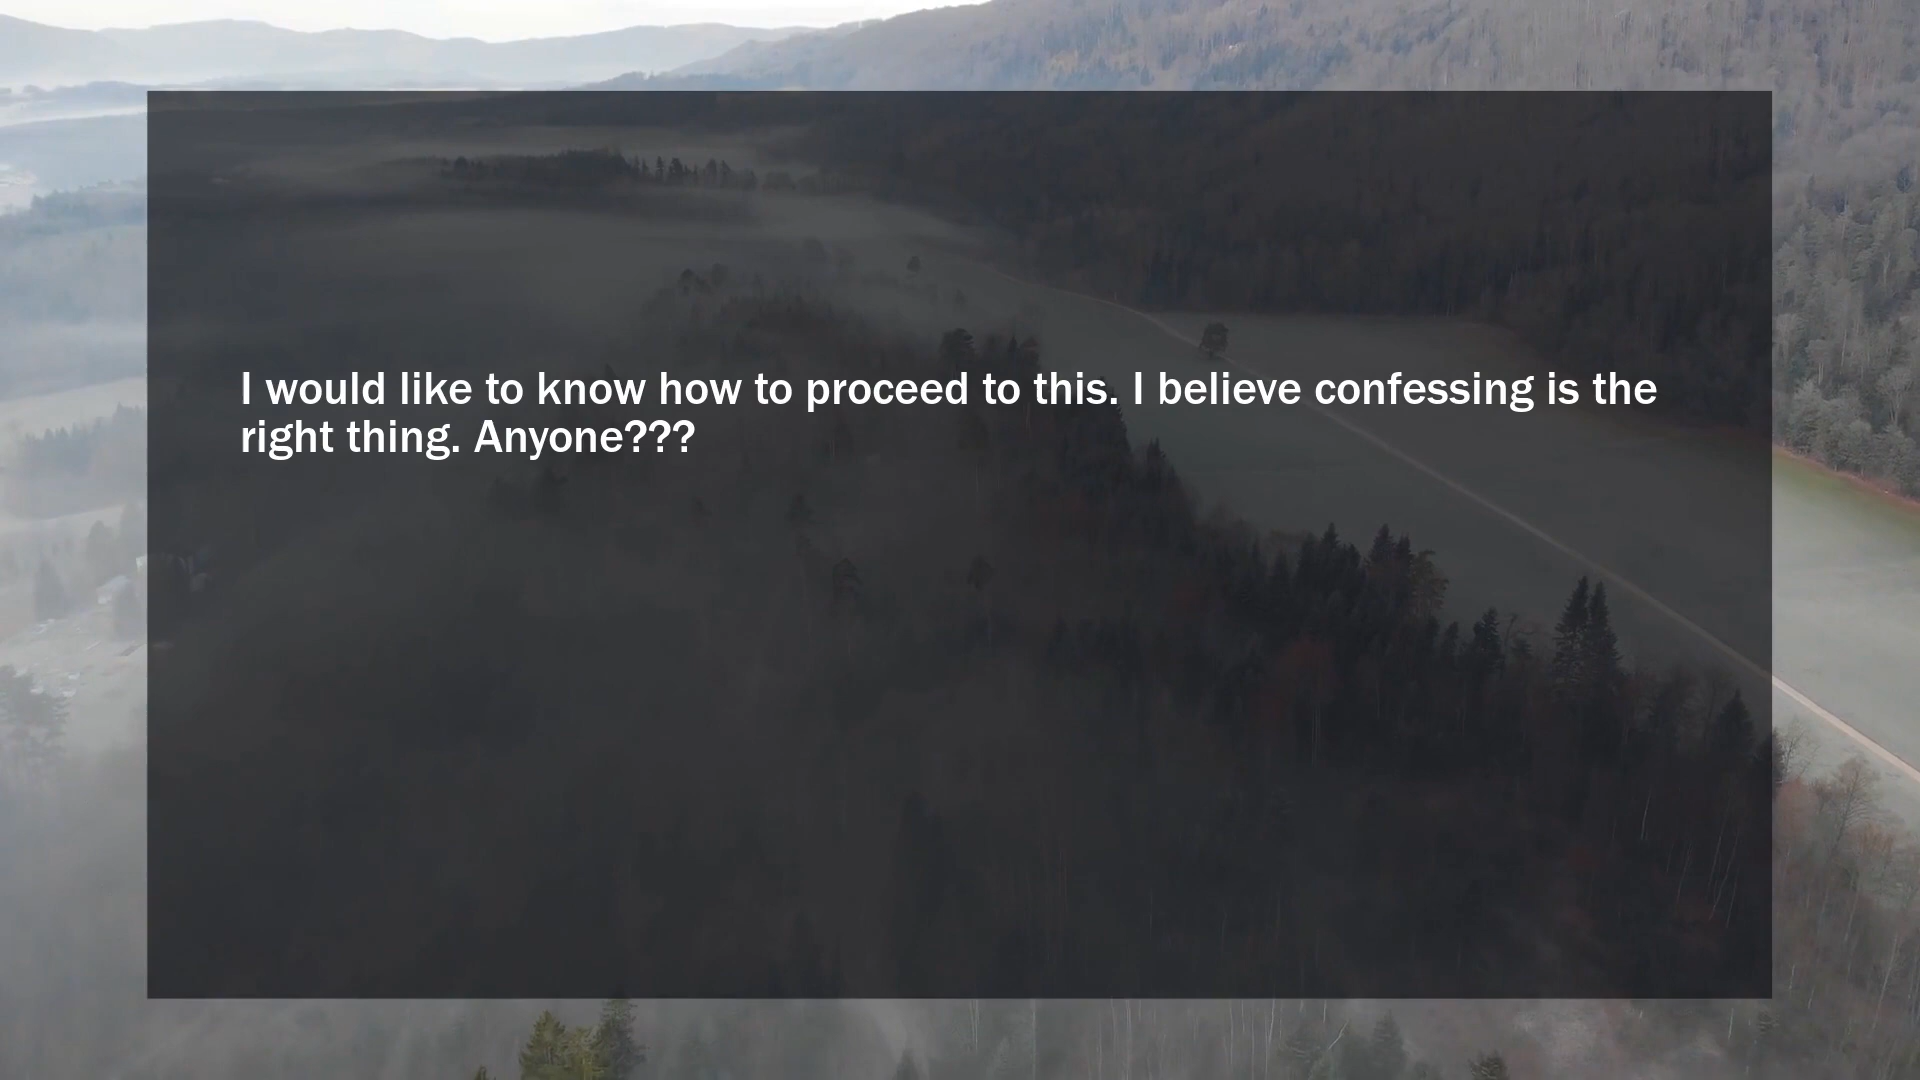 I would like to know how to proceed to this. I believe confessing is the
right thing. Anyone???